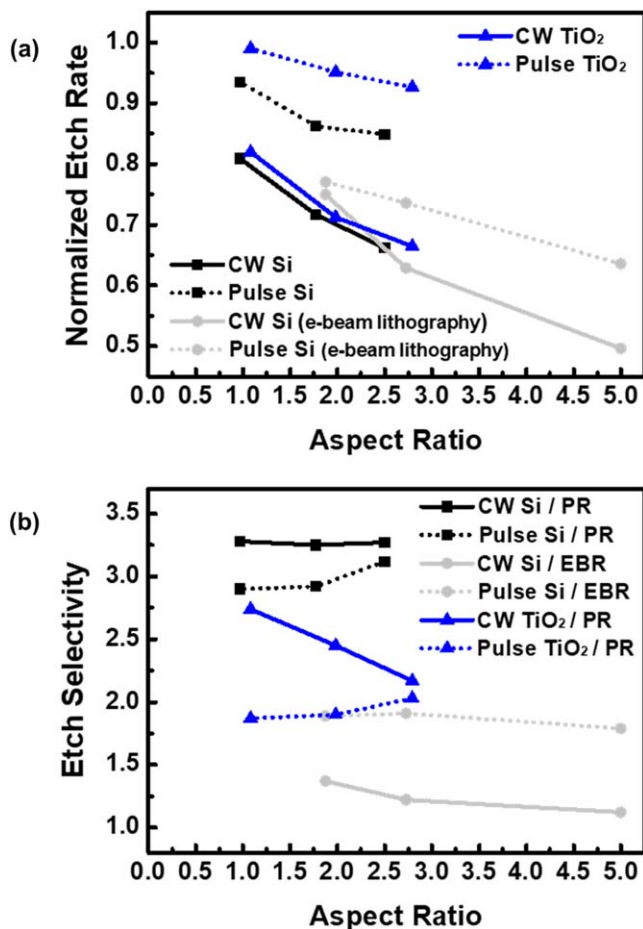 (a)
Normalized Etch Rate
1.0
0.9
0.8
0.7
0.6
0.5
CW TiO₂
Pulse TiO₂
CW Si
Pulse Si
CW Si (e-beam lithography)
Pulse Si (e-beam lithography)
0.0 0.5 1.0 1.5 2.0 2.5 3.0 3.5 4.0 4.5 5.0
Aspect Ratio
(b)
Etch Selectivity
3.5
3.0
2.5
2.0
1.5
1.0
CW Si / PR
Pulse Si / PR
CW Si / EBR
Pulse Si / EBR
CW TiO₂ / PR
Pulse TiO₂ / PR
0.0 0.5 1.0 1.5 2.0 2.5 3.0 3.5 4.0 4.5 5.0
Aspect Ratio